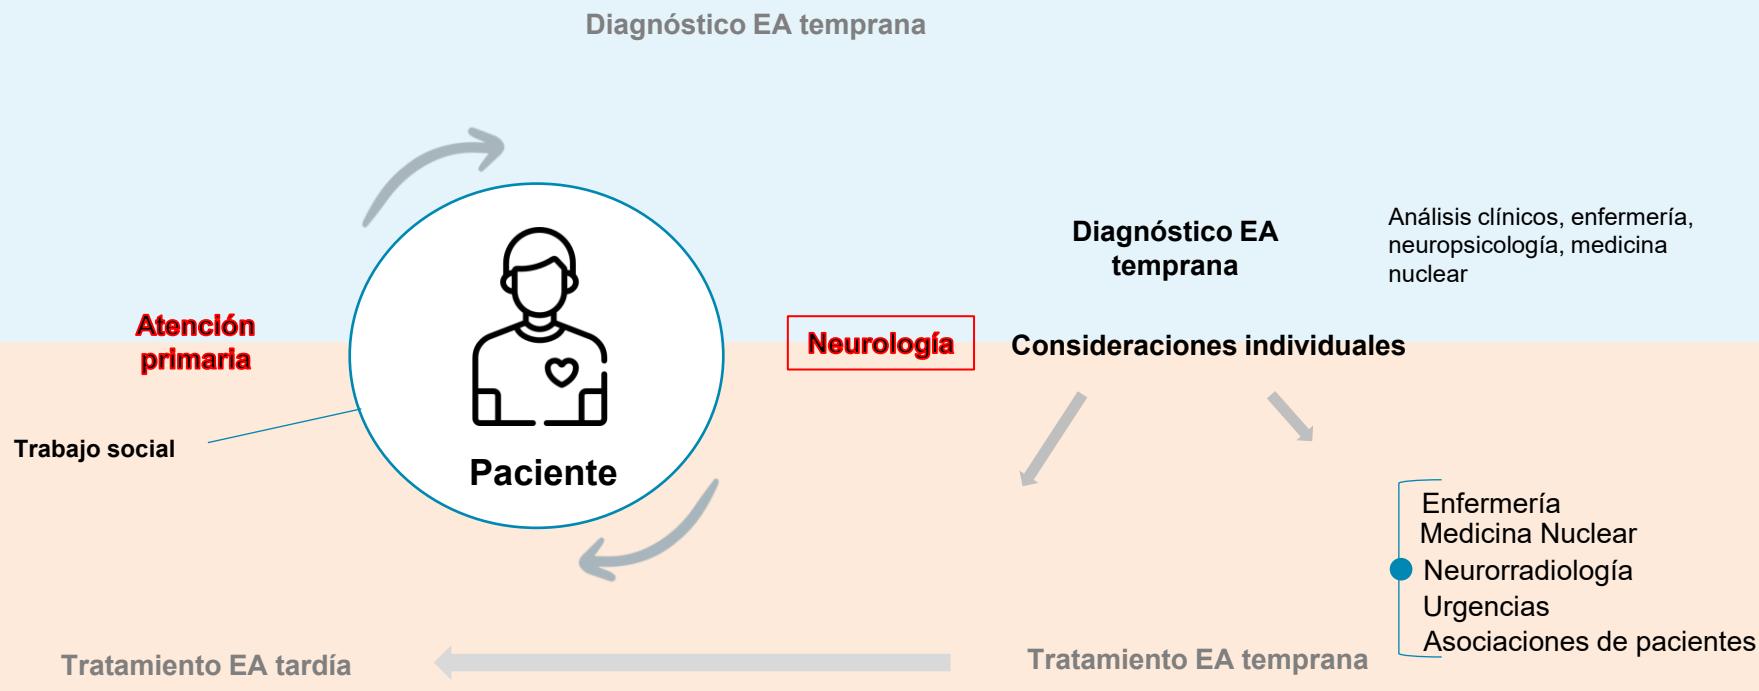 Diagnóstico EA temprana
Diagnóstico EA
temprana
Análisis clínicos, enfermería,
neuropsicología, medicina
nuclear
Atención
primaria
Neurología
Consideraciones individuales
Trabajo social
Paciente
Enfermería
Medicina Nuclear
Neurorradiología
Urgencias
Asociaciones de pacientes
Tratamiento EA tardía
Tratamiento EA temprana